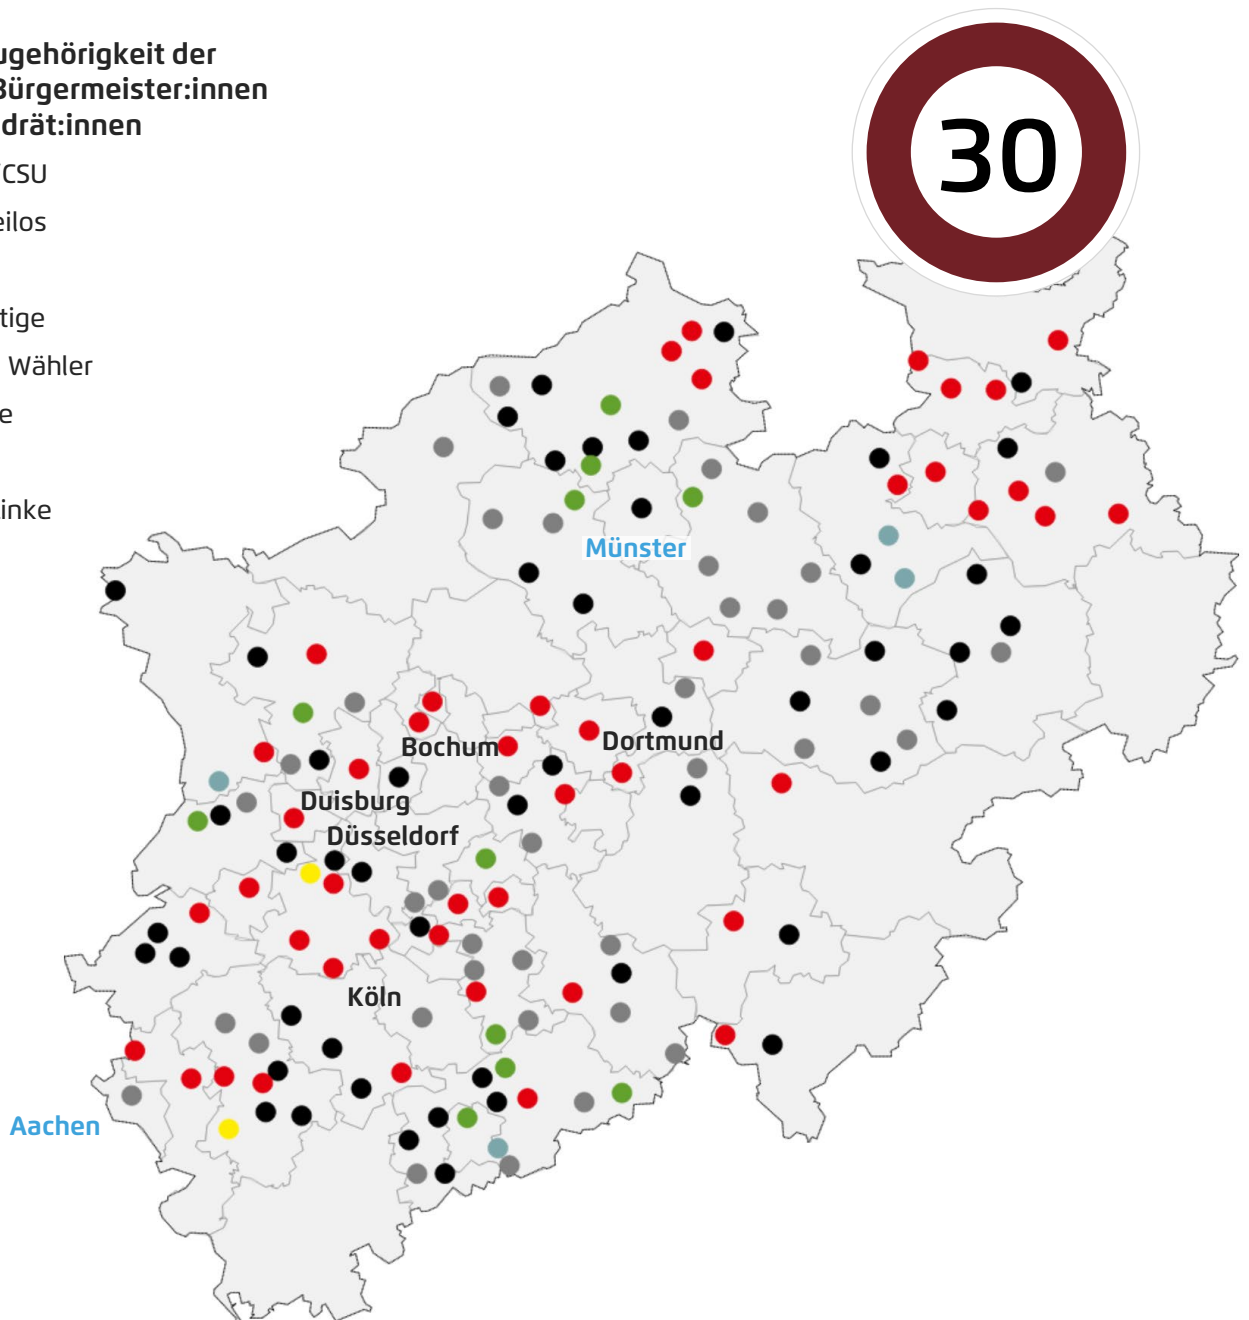 ugehörigkeit der
Bürgermeister:innen
drät:innen
CSU
eilos
tige
Wähler
e
inke
30
Münster
Bochum
Dortmund
Duisburg
Düsseldorf
Köln
Aachen